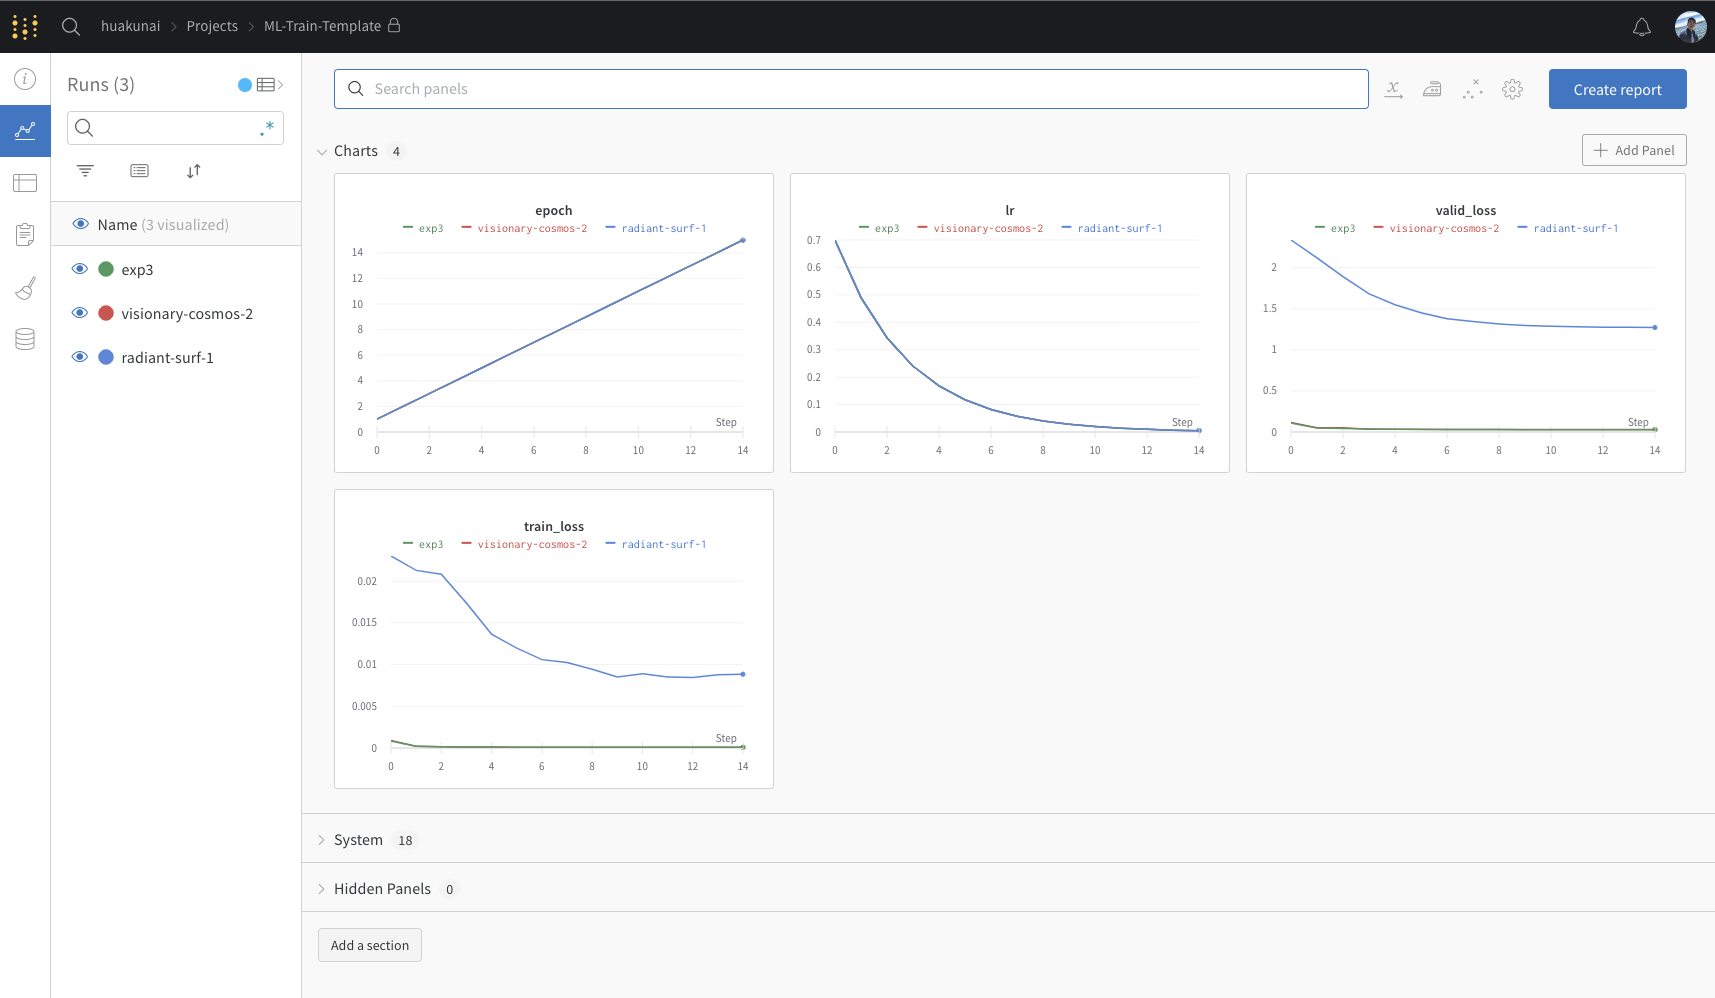 huakunai > Projects > ML-Train-Template
Runs (3)
.*
Name (3 visualized)
exp3
visionary-cosmos-2
radiant-surf-1
Search panels
Create report
Charts 4
Add Panel
epoch
exp3 visionary-cosmos-2 radiant-surf-1
14
12
10
8
6
4
2
0
Step
0 2 4 6 8 10 12 14
lr
exp3 visionary-cosmos-2 radiant-surf-1
0.7
0.6
0.5
0.4
0.3
0.2
0.1
0
Step
0 2 4 6 8 10 12 14
valid_loss
exp3 visionary-cosmos-2 radiant-surf-1
2
1.5
1
0.5
0
Step
0 2 4 6 8 10 12 14
train_loss
exp3 visionary-cosmos-2 radiant-surf-1
0.02
0.015
0.01
0.005
0
Step
0 2 4 6 8 10 12 14
System 18
Hidden Panels 0
Add a section